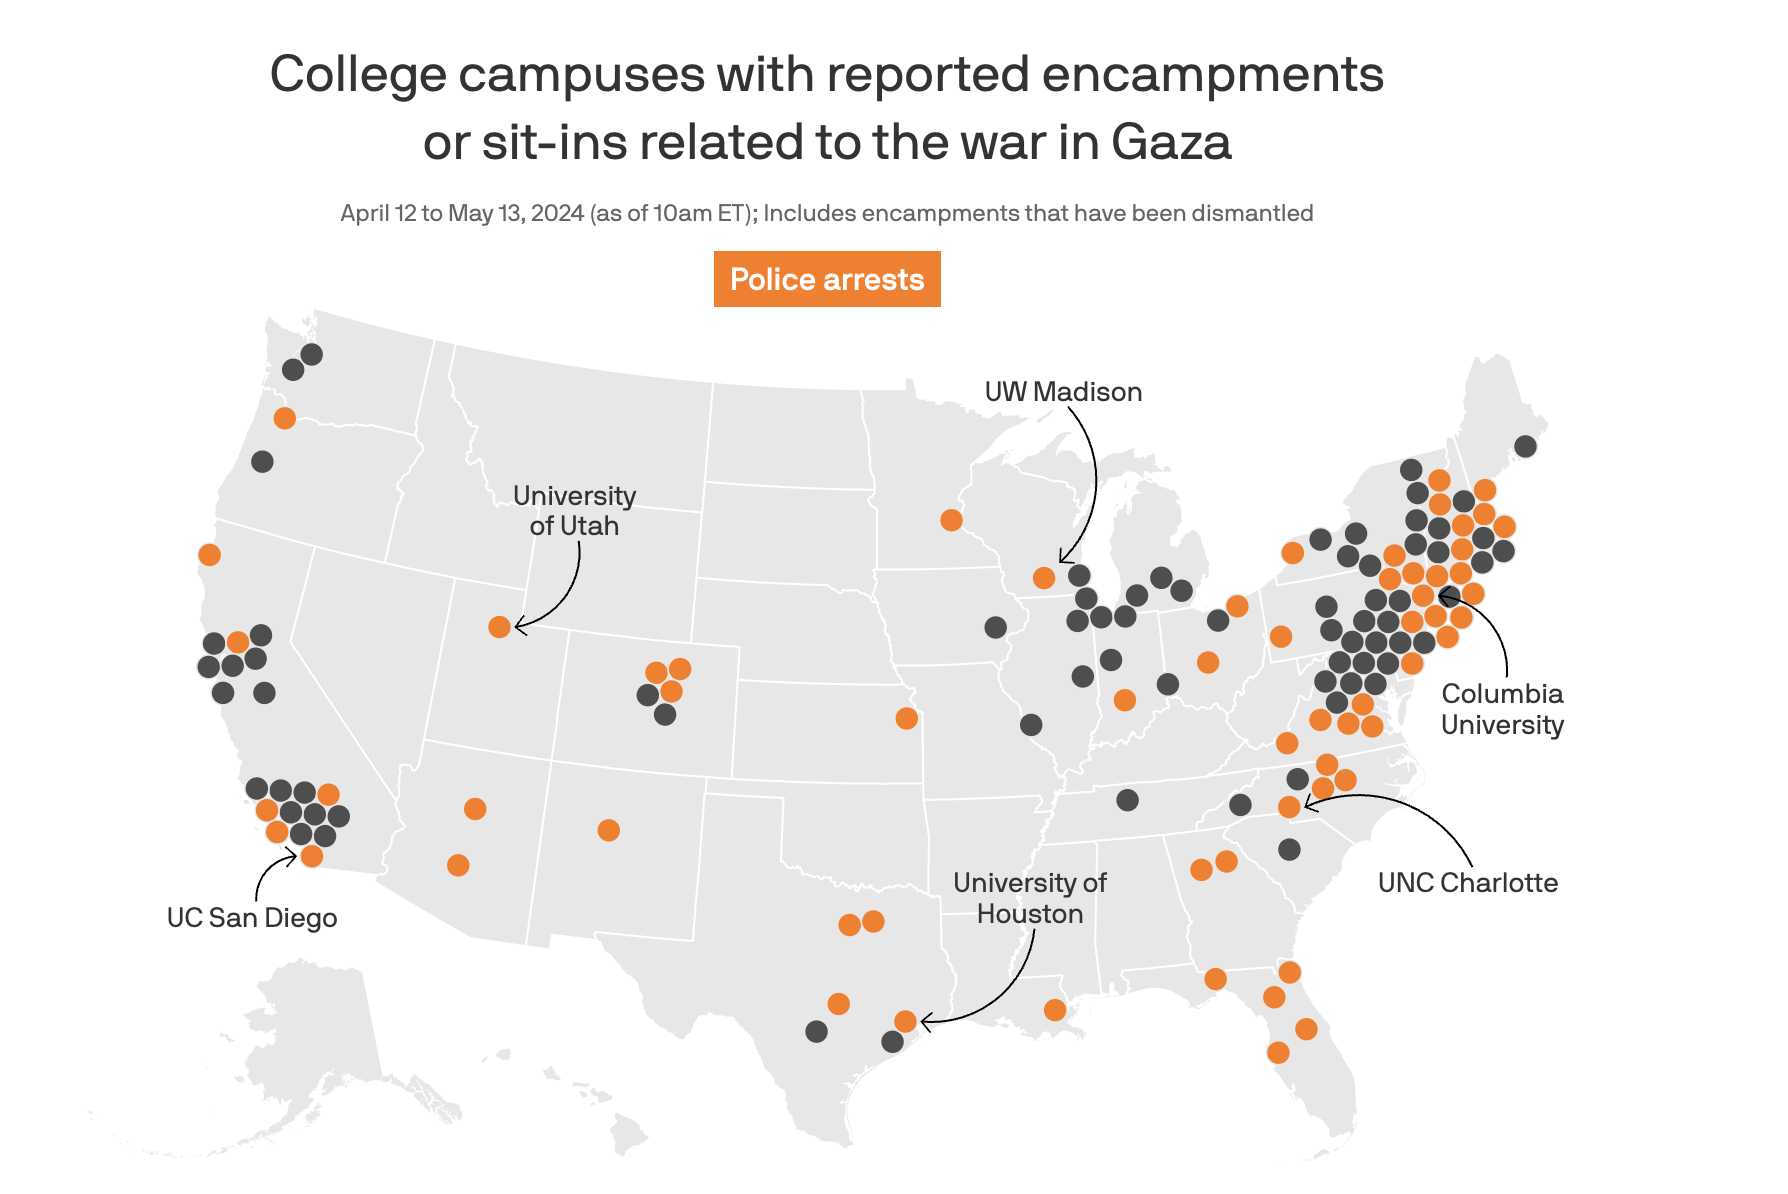 College campuses with reported encampments
or sit-ins related to the war in Gaza
April 12 to May 13, 2024 (as of 10am ET); Includes encampments that have been dismantled
Police arrests
UW Madison
University
of Utah
Columbia
University
University of
Houston
UNC Charlotte
UC San Diego